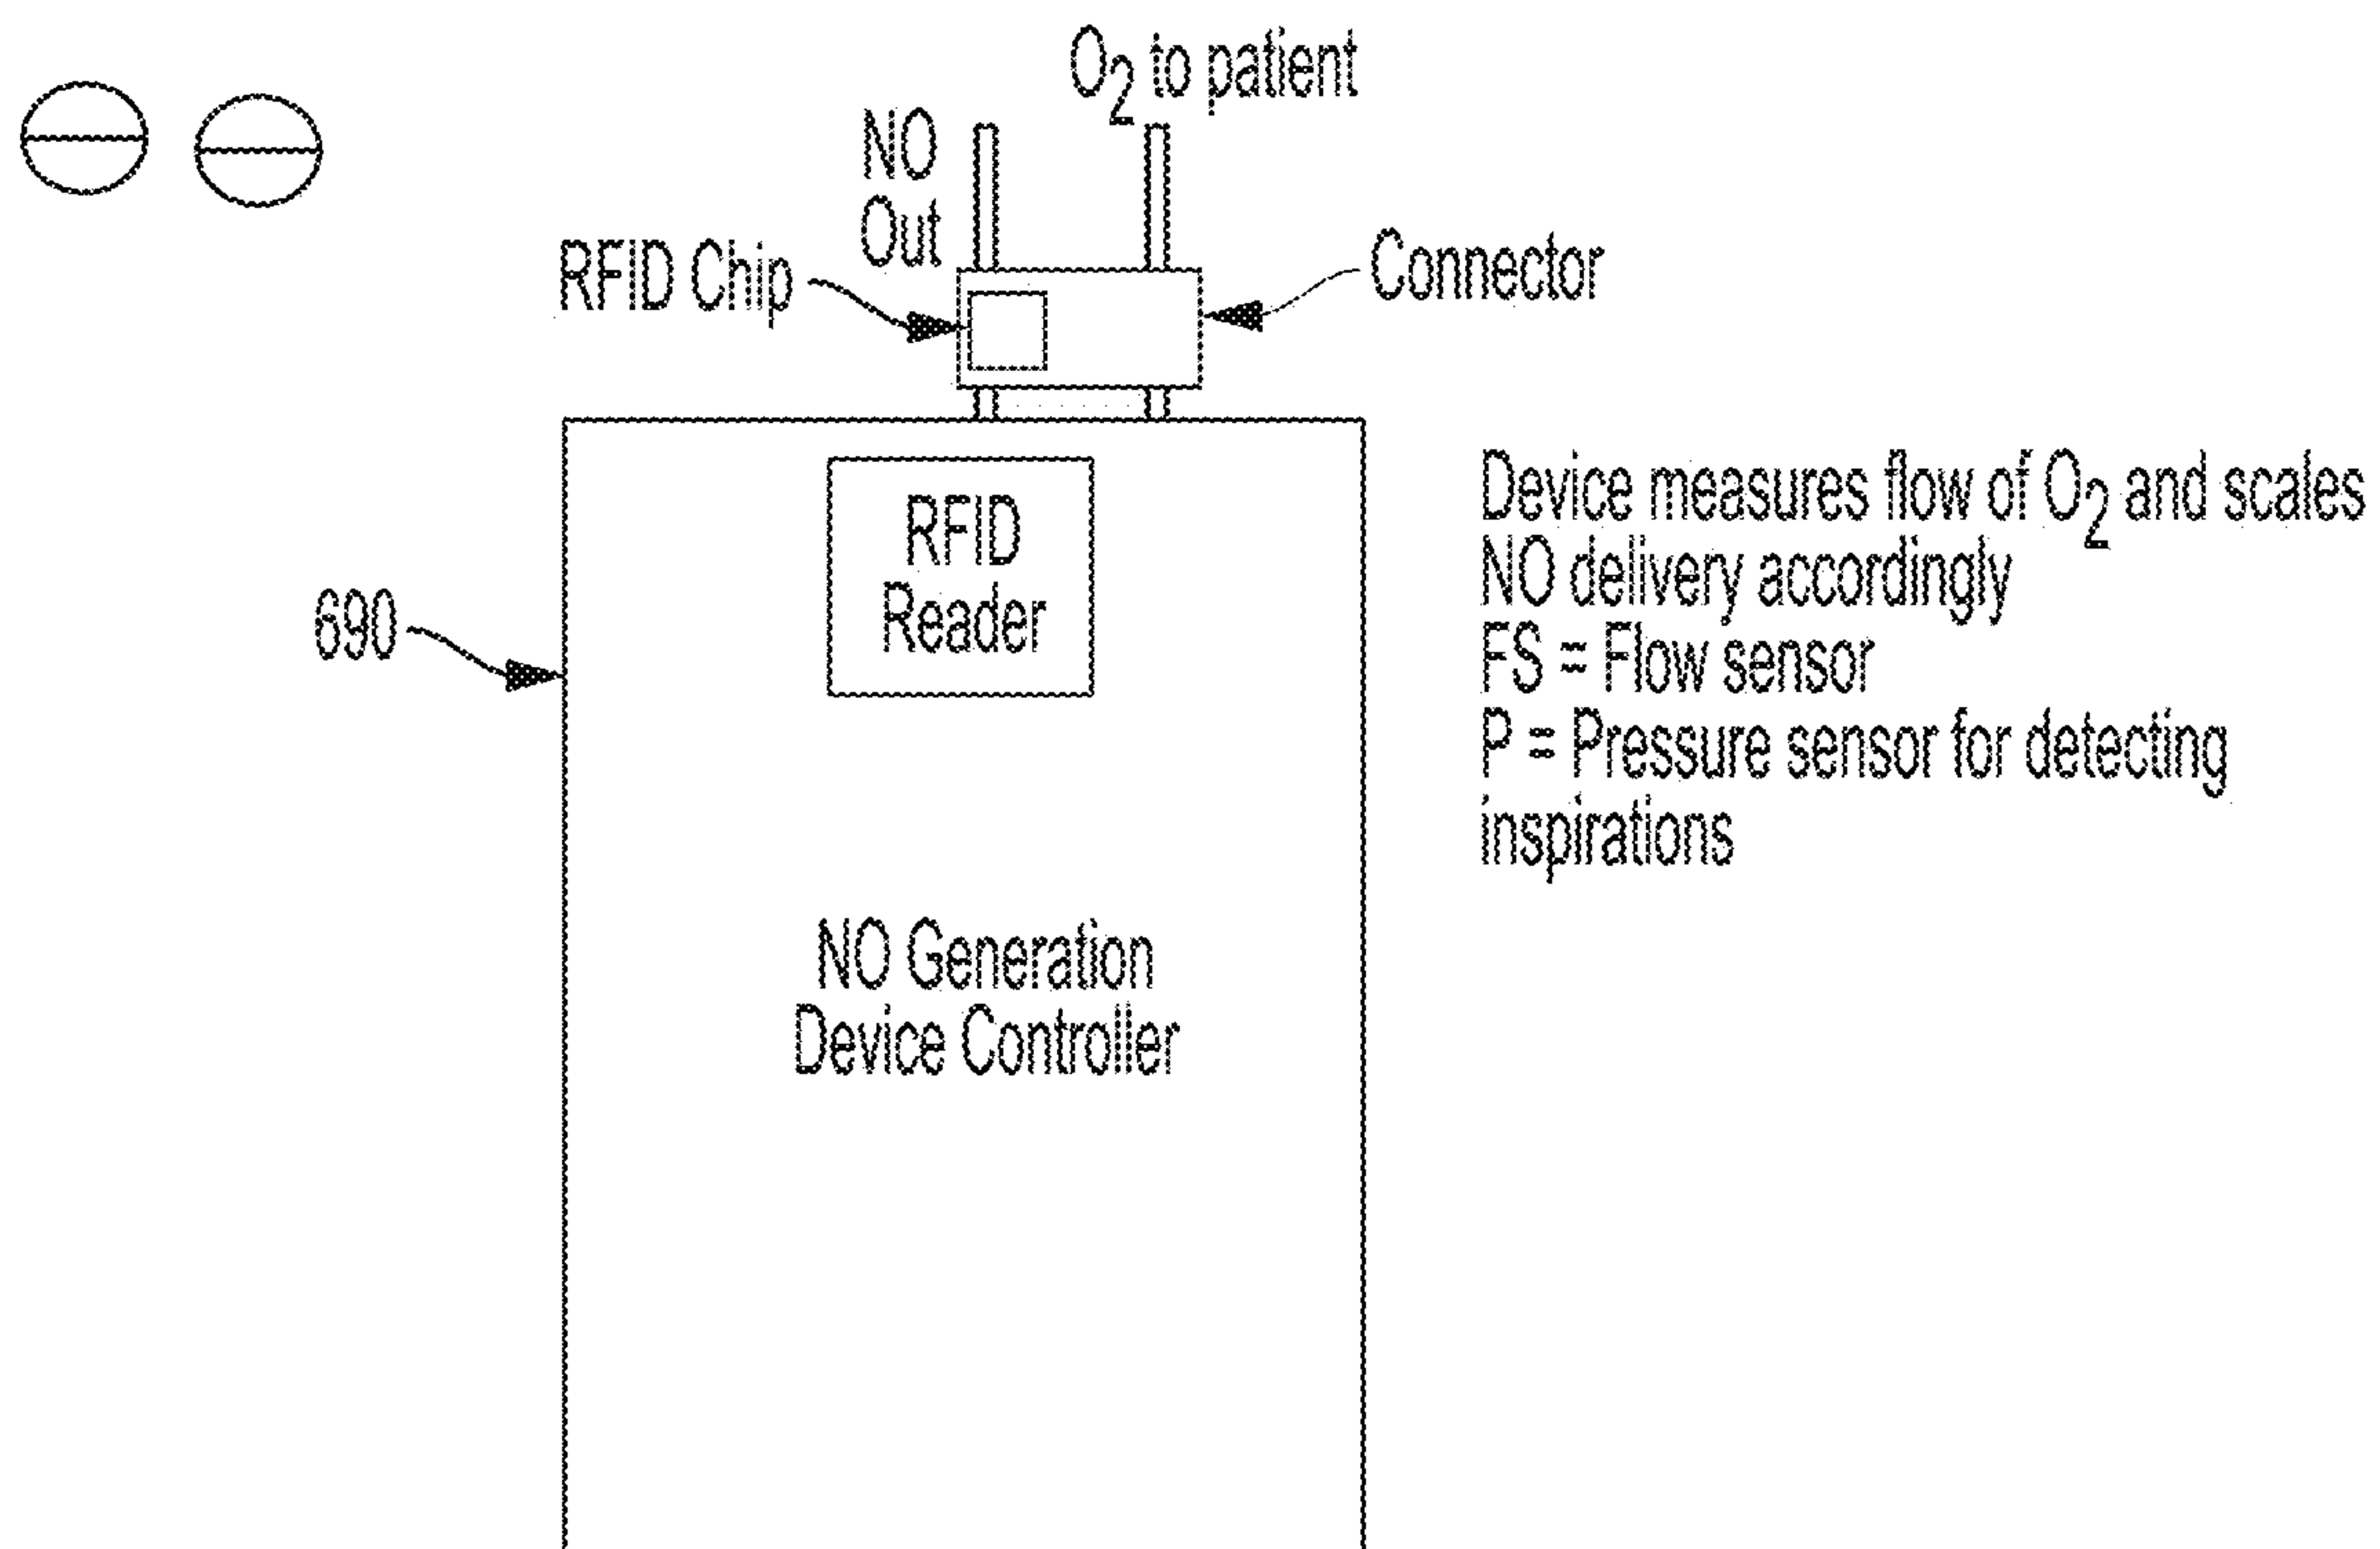 O2 to patient
NO
Out
RFID Chip
Connector
RFID
Reader
690
Device measures flow of O2 and scales
NO delivery accordingly
FS = Flow sensor
P = Pressure sensor for detecting
inspirations
NO Generation
Device Controller